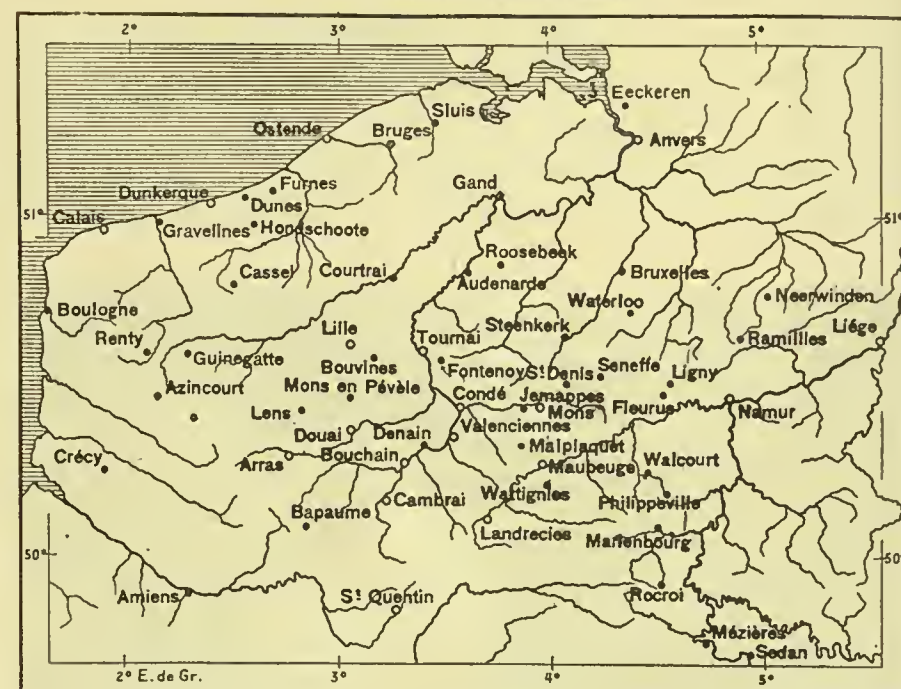 2° 3° 4° 5°
Eeckeren
Sluis
Ostende
Bruges
Anvers
Furnes
Gand
Dunkerque
Dunes
51°
51°
Calais
Gravelines
Hondschoote
Roosebeek
Cassel
Courtrai
Bruxelles
Audenarde
Neerwinden
Boulogne
Waterloo
Lille
Steenkerk
Liége
Renty
Tournai
Ramillies
Guinegatte
Bouvines
Fontenoy
St Denis
Seneffe
Ligny
Azincourt
Mons en Pévèle
Condé
Jemappes
Lens
Mons
Fleurus
Namur
Douai
Denain
Valenciennes
Malplaquet
Crécy
Arras
Bouchain
Maubeuge
Walcourt
Bapaume
Cambrai
Wattignies
Philippeville
Landrecies
Marienbourg
50°
50°
Amiens
St Quentin
Rocroi
Mézières
Sedan
2° E. de Gr. 3° 4° 5°